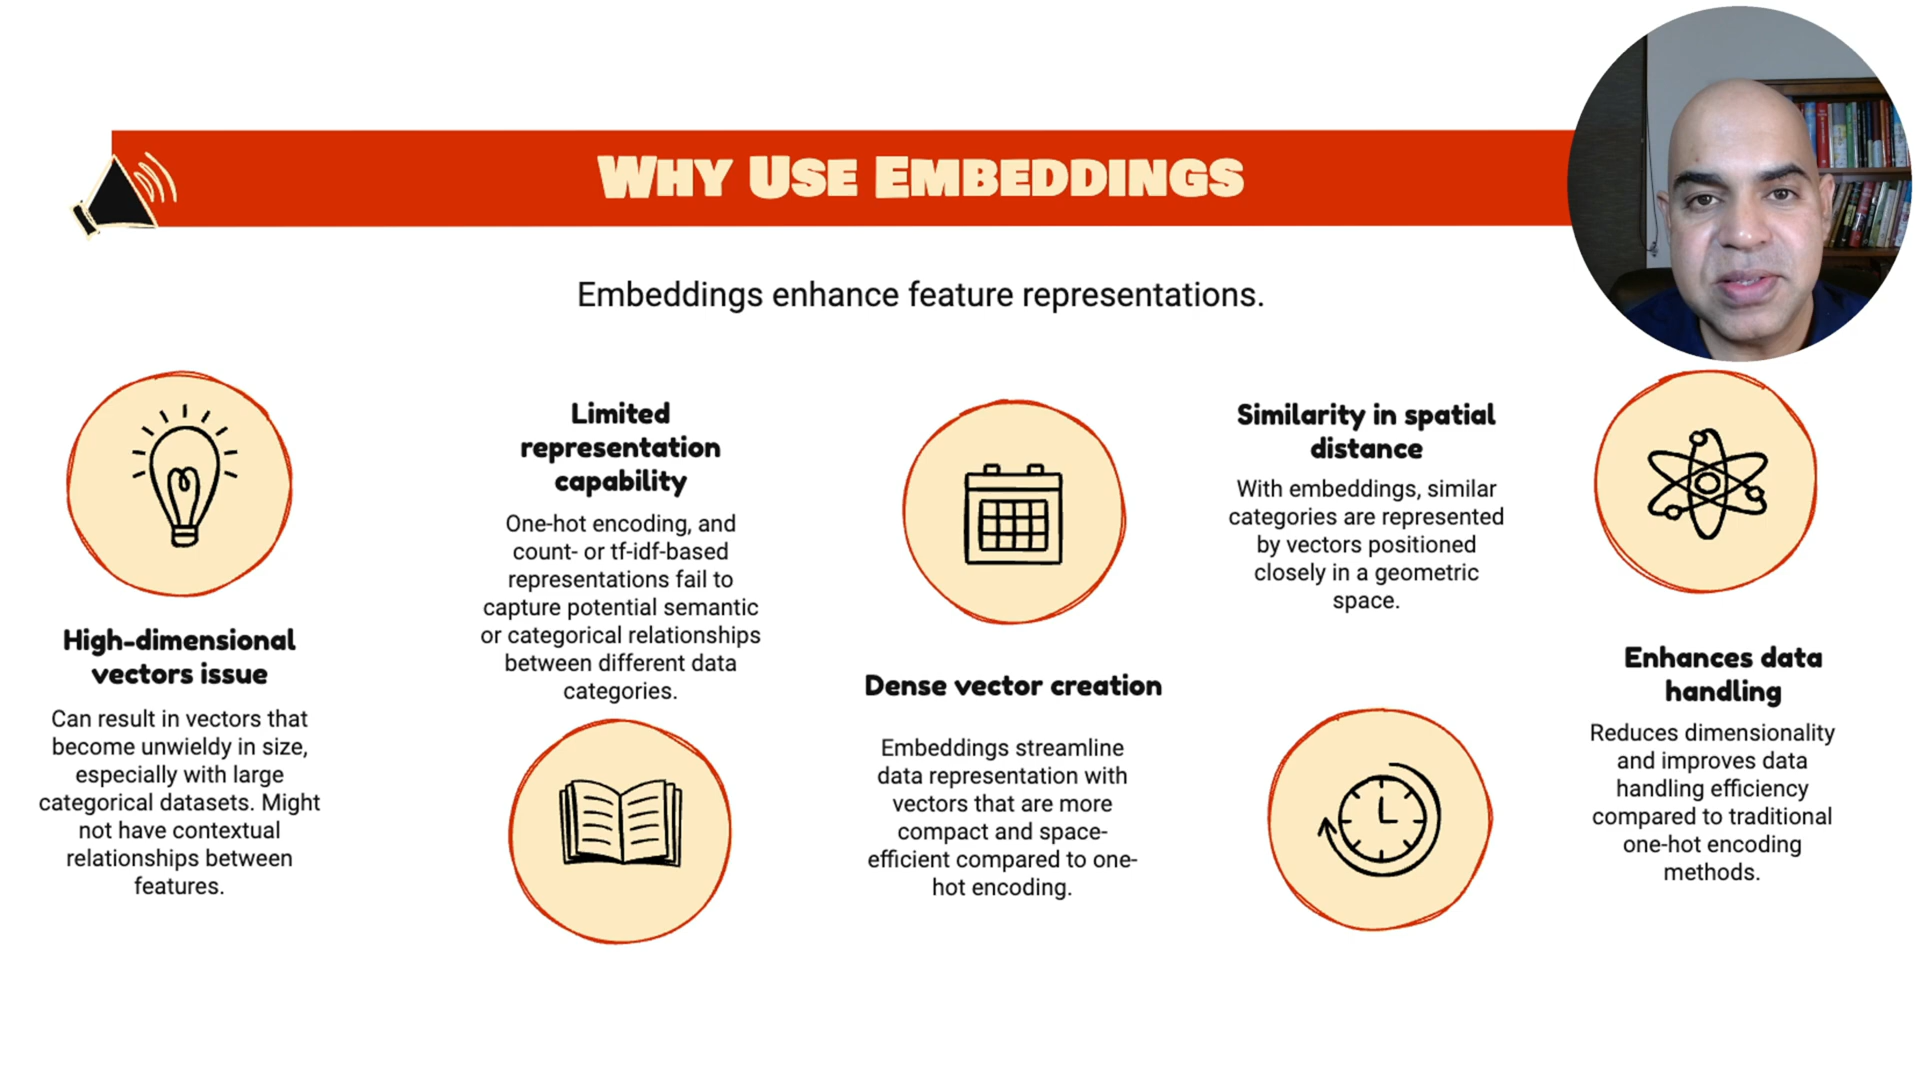 WHY USE EMBEDDINGS
Embeddings enhance feature representations.
High-dimensional
vectors issue
Can result in vectors that
become unwieldy in size,
especially with large
categorical datasets. Might
not have contextual
relationships between
features.
Limited
representation
capability
One-hot encoding, and
count- or tf-idf-based
representations fail to
capture potential semantic
or categorical relationships
between different data
categories.
Dense vector creation
Embeddings streamline
data representation with
vectors that are more
compact and space-
efficient compared to one-
hot encoding.
Similarity in spatial
distance
With embeddings, similar
categories are represented
by vectors positioned
closely in a geometric
space.
Enhances data
handling
Reduces dimensionality
and improves data
handling efficiency
compared to traditional
one-hot encoding
methods.